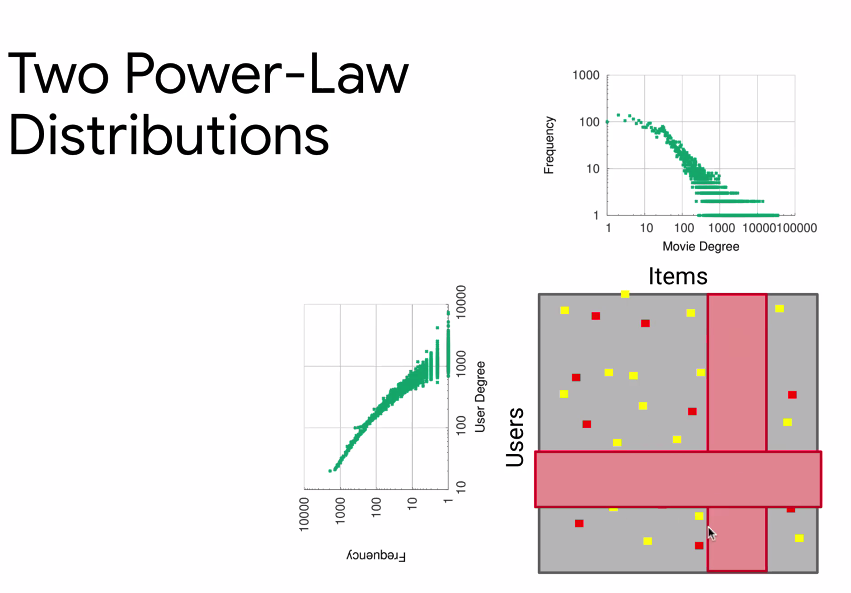 Two Power-Law
Distributions
1000
100
10
1
Frequency
1 10 100 1000 10000100000
Movie Degree
Items
Users
10000
1000
100
10
User Degree
10000 1000 100 10 1
Frequency